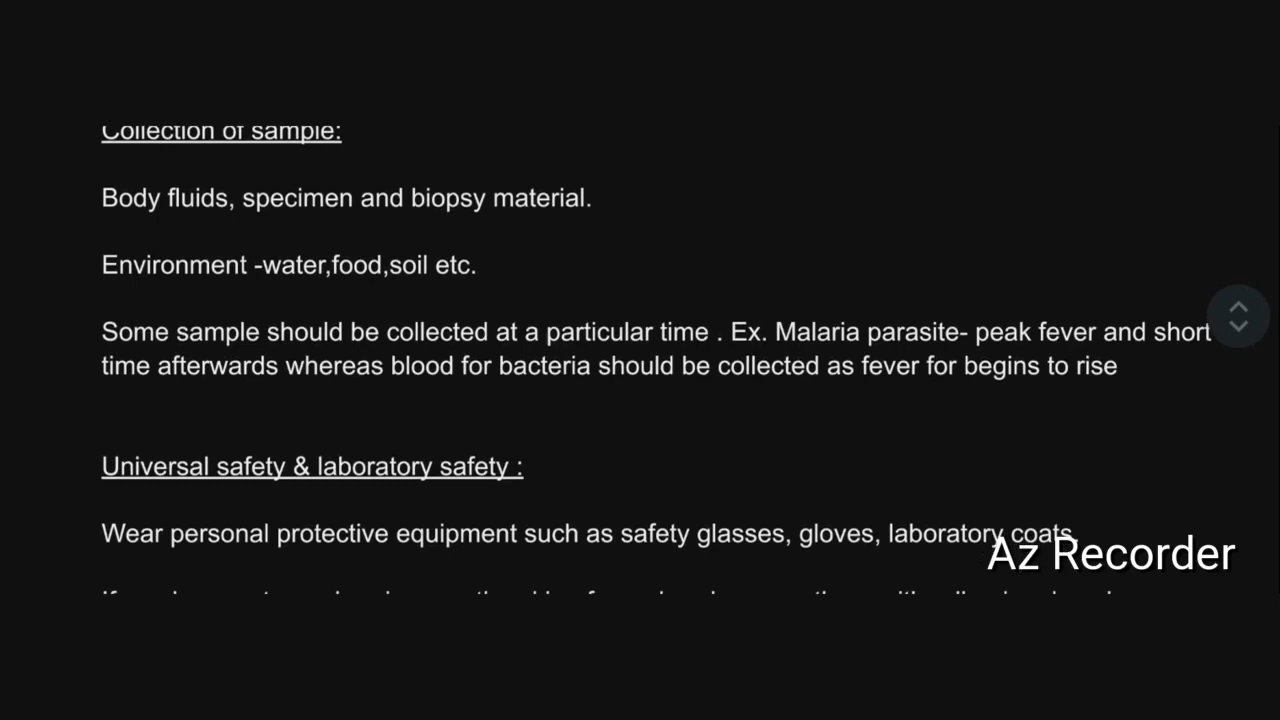 Collection of sample:
Body fluids, specimen and biopsy material.
Environment -water,food,soil etc.
Some sample should be collected at a particular time . Ex. Malaria parasite- peak fever and short
time afterwards whereas blood for bacteria should be collected as fever for begins to rise
Universal safety & laboratory safety :
Wear personal protective equipment such as safety glasses, gloves, laboratory coats.
Az Recorder